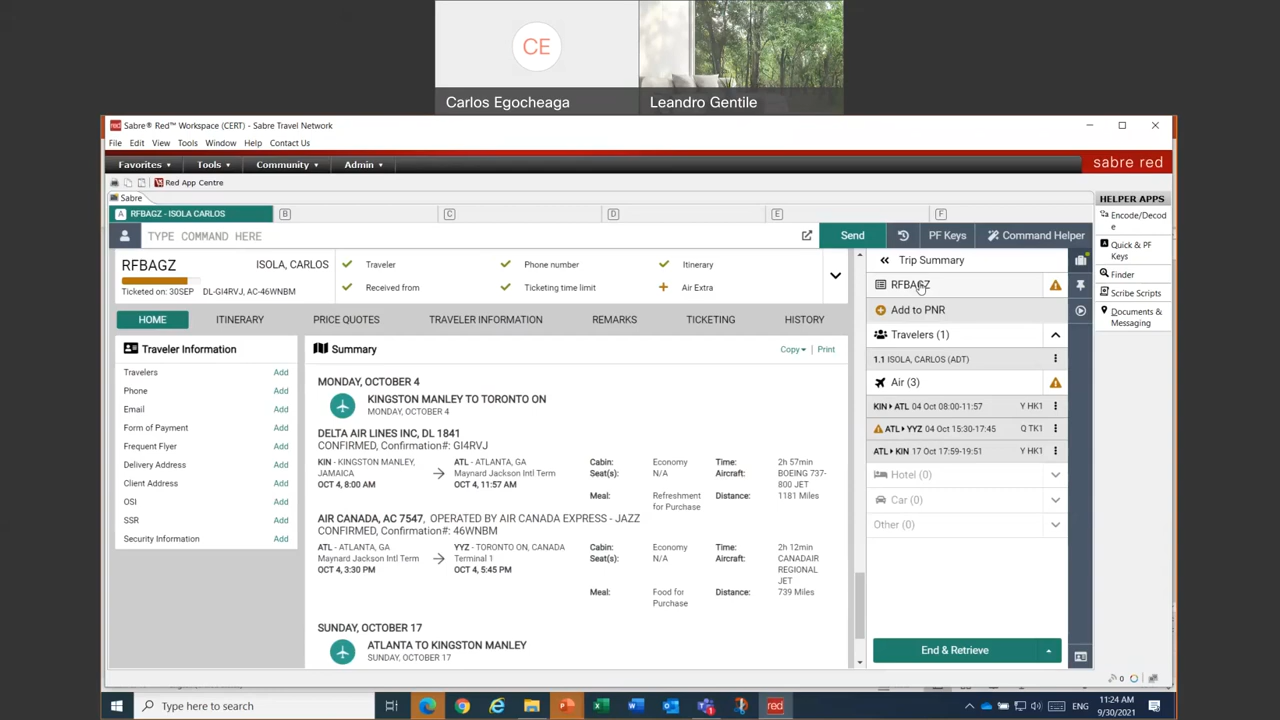 CE
Carlos Egocheaga
Leandro Gentile
red Sabre® Red™ Workspace (CERT) - Sabre Travel Network
File Edit View Tools Window Help Contact Us
Favorites Tools Community Admin
sabre red
Red App Centre
Sabre
HELPER APPS
A RFBAGZ - ISOLA CARLOS B C D E F
Encode/Decod
e
TYPE COMMAND HERE
Send
PF Keys
Command Helper
Quick & PF
Keys
Finder
Scribe Scripts
Documents &
Messaging
RFBAGZ
ISOLA, CARLOS
Ticketed on: 30SEP DL-GI4RVJ, AC-46WNBM
Traveler Phone number Itinerary
Received from Ticketing time limit Air Extra
HOME ITINERARY PRICE QUOTES TRAVELER INFORMATION REMARKS TICKETING HISTORY
Traveler Information
Travelers Add
Phone Add
Email Add
Form of Payment Add
Frequent Flyer Add
Delivery Address Add
Client Address Add
OSI Add
SSR Add
Security Information Add
Summary
Copy Print
MONDAY, OCTOBER 4
KINGSTON MANLEY TO TORONTO ON
MONDAY, OCTOBER 4
DELTA AIR LINES INC, DL 1841
CONFIRMED, Confirmation#: GI4RVJ
KIN - KINGSTON MANLEY,
JAMAICA
OCT 4, 8:00 AM
ATL - ATLANTA, GA
Maynard Jackson Intl Term
OCT 4, 11:57 AM
Cabin: Economy
Seat(s): N/A
Meal: Refreshment
for Purchase
Time: 2h 57min
Aircraft: BOEING 737-
800 JET
Distance: 1181 Miles
AIR CANADA, AC 7547, OPERATED BY AIR CANADA EXPRESS - JAZZ
CONFIRMED, Confirmation#: 46WNBM
ATL - ATLANTA, GA
Maynard Jackson Intl Term
OCT 4, 3:30 PM
YYZ - TORONTO ON, CANADA
Terminal 1
OCT 4, 5:45 PM
Cabin: Economy
Seat(s): N/A
Meal: Food for
Purchase
Time: 2h 12min
Aircraft: CANADAIR
REGIONAL
JET
Distance: 739 Miles
SUNDAY, OCTOBER 17
ATLANTA TO KINGSTON MANLEY
SUNDAY, OCTOBER 17
Trip Summary
RFBAGZ
Add to PNR
Travelers (1)
1.1 ISOLA, CARLOS (ADT)
Air (3)
KIN ATL 04 Oct 08:00-11:57 Y HK1
ATL YYZ 04 Oct 15:30-17:45 Q TK1
ATL KIN 17 Oct 17:59-19:51 Y HK1
Hotel (0)
Car (0)
Other (0)
End & Retrieve
0
Type here to search
red
ENG
11:24 AM
9/30/2021